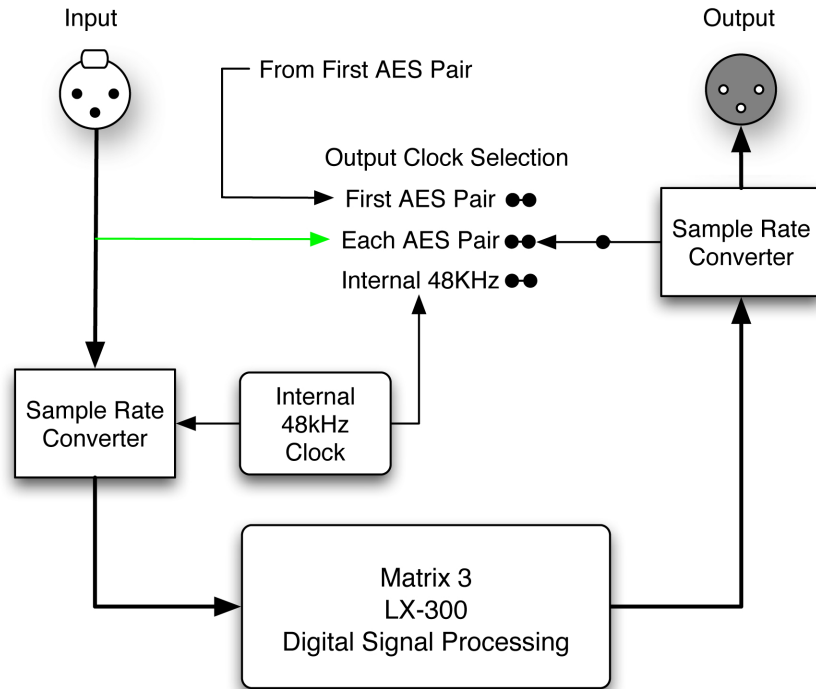 Input
Output
From First AES Pair
Output Clock Selection
First AES Pair
Each AES Pair
Internal 48KHz
Sample Rate
Converter
Sample Rate
Converter
Internal
48kHz
Clock
Matrix 3
LX-300
Digital Signal Processing